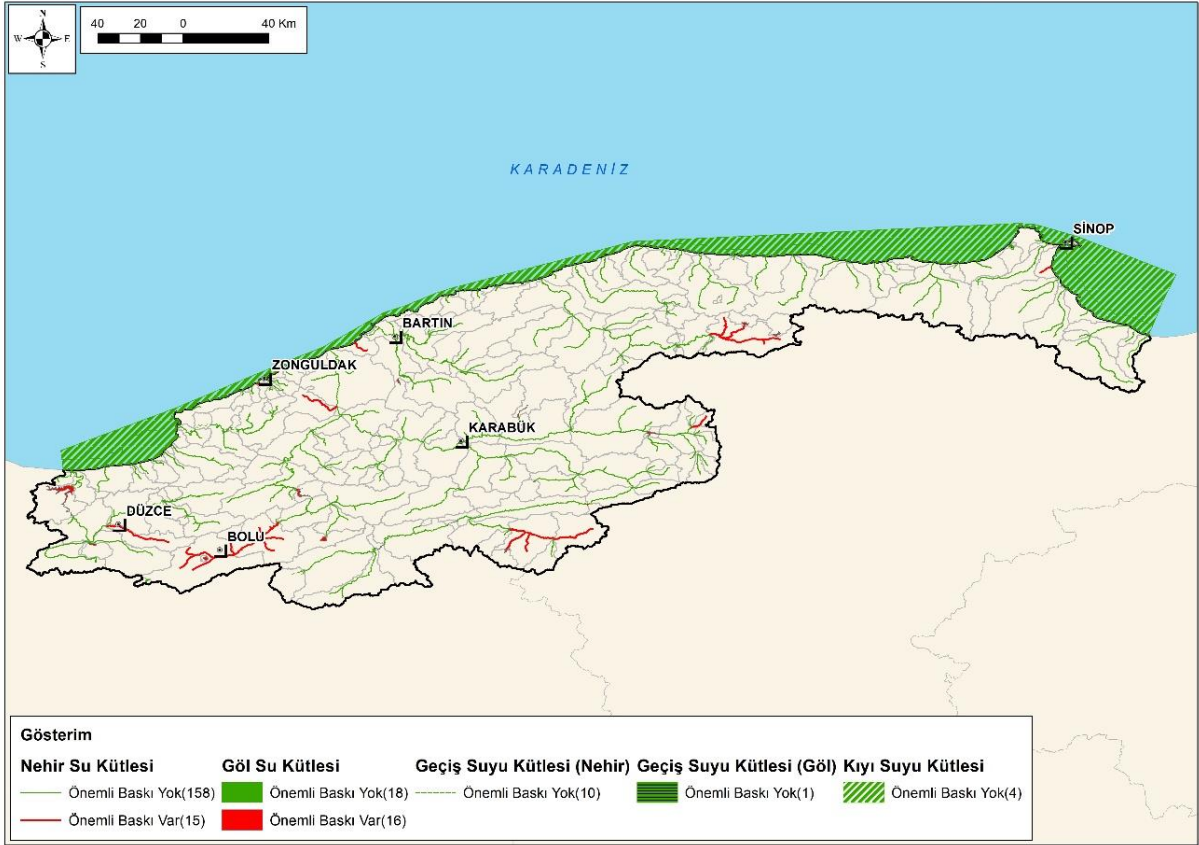 N
W E
S
40 20 0 40 Km
KARADENİZ
SİNOP
BARTIN
ZONGULDAK
KARABÜK
DÜZCE
BOLU
Gösterim
Nehir Su Kütlesi Göl Su Kütlesi Geçiş Suyu Kütlesi (Nehir) Geçiş Suyu Kütlesi (Göl) Kıyı Suyu Kütlesi
Önemli Baskı Yok(158) Önemli Baskı Yok(18) Önemli Baskı Yok(10) Önemli Baskı Yok(1) Önemli Baskı Yok(4)
Önemli Baskı Var(15) Önemli Baskı Var(16)